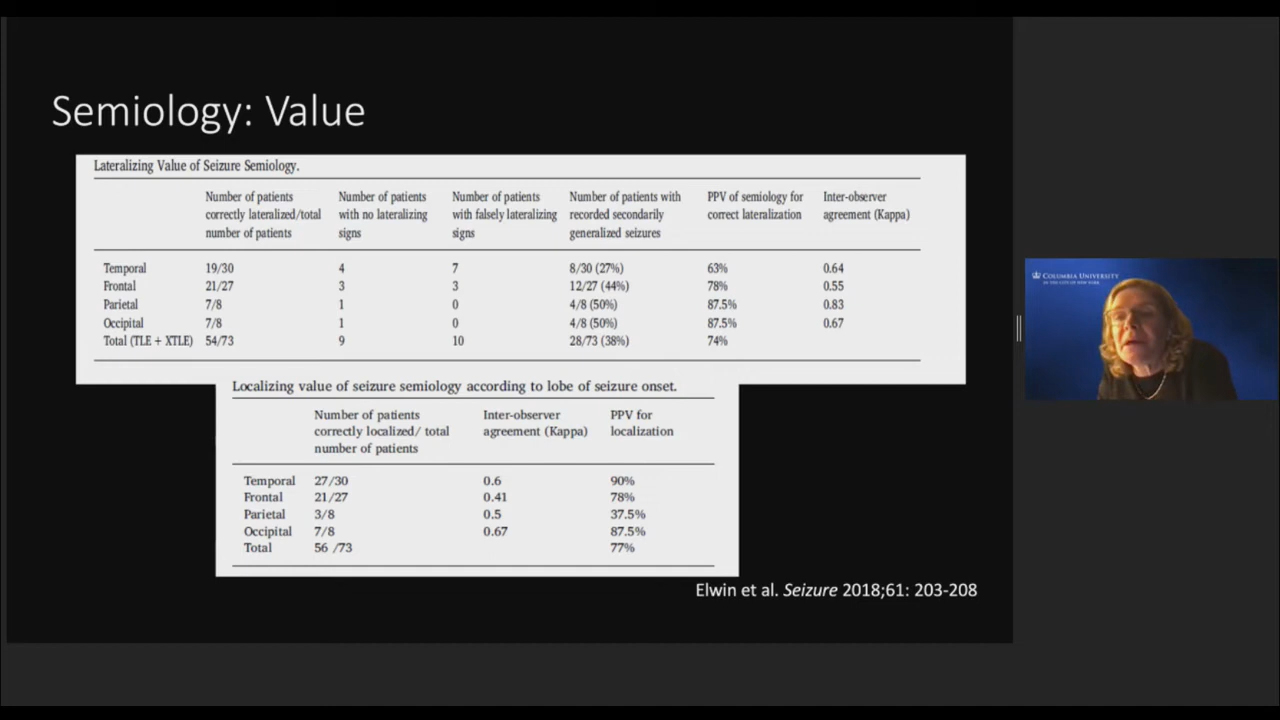 Semiology: Value
Lateralizing Value of Seizure Semiology.
Number of patients Number of patients Number of patients Number of patients with PPV of semiology for Inter-observer
correctly lateralized/total with no lateralizing with falsely lateralizing recorded secondarily correct lateralization agreement (Kappa)
number of patients signs signs generalized seizures
Temporal 19/30 4 7 8/30 (27%) 63% 0.64
Frontal 21/27 3 3 12/27 (44%) 78% 0.55
Parietal 7/8 1 0 4/8 (50%) 87.5% 0.83
Occipital 7/8 1 0 4/8 (50%) 87.5% 0.67
Total (TLE + XTLE) 54/73 9 10 28/73 (38%) 74%
Localizing value of seizure semiology according to lobe of seizure onset.
Number of patients Inter-observer PPV for
correctly localized/ total agreement (Kappa) localization
number of patients
Temporal 27/30 0.6 90%
Frontal 21/27 0.41 78%
Parietal 3/8 0.5 37.5%
Occipital 7/8 0.67 87.5%
Total 56 /73 77%
Elwin et al. Seizure 2018;61: 203-208
COLUMBIA UNIVERSITY
IN THE CITY OF NEW YORK